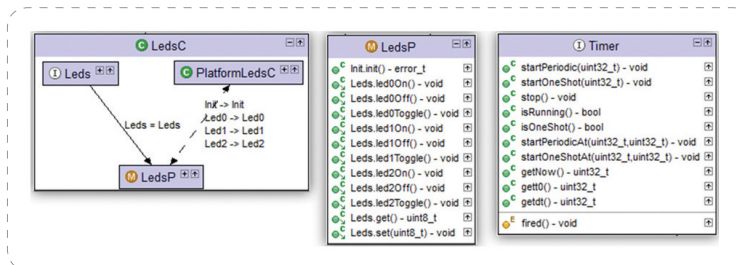 LedsC
Leds
PlatformLedsC
Leds = Leds
Init -> Init
Led0 -> Led0
Led1 -> Led1
Led2 -> Led2
LedsP
LedsP
Init.init() - error_t
Leds.led0On() - void
Leds.led0Off() - void
Leds.led0Toggle() - void
Leds.led1On() - void
Leds.led1Off() - void
Leds.led1Toggle() - void
Leds.led2On() - void
Leds.led2Off() - void
Leds.led2Toggle() - void
Leds.get() - uint8_t
Leds.set(uint8_t) - void
Timer
startPeriodic(uint32_t) - void
startOneShot(uint32_t) - void
stop() - void
isRunning() - bool
isOneShot() - bool
startPeriodicAt(uint32_t,uint32_t) - void
startOneShotAt(uint32_t,uint32_t) - void
getNow() - uint32_t
gett0() - uint32_t
getdt() - uint32_t
fired() - void